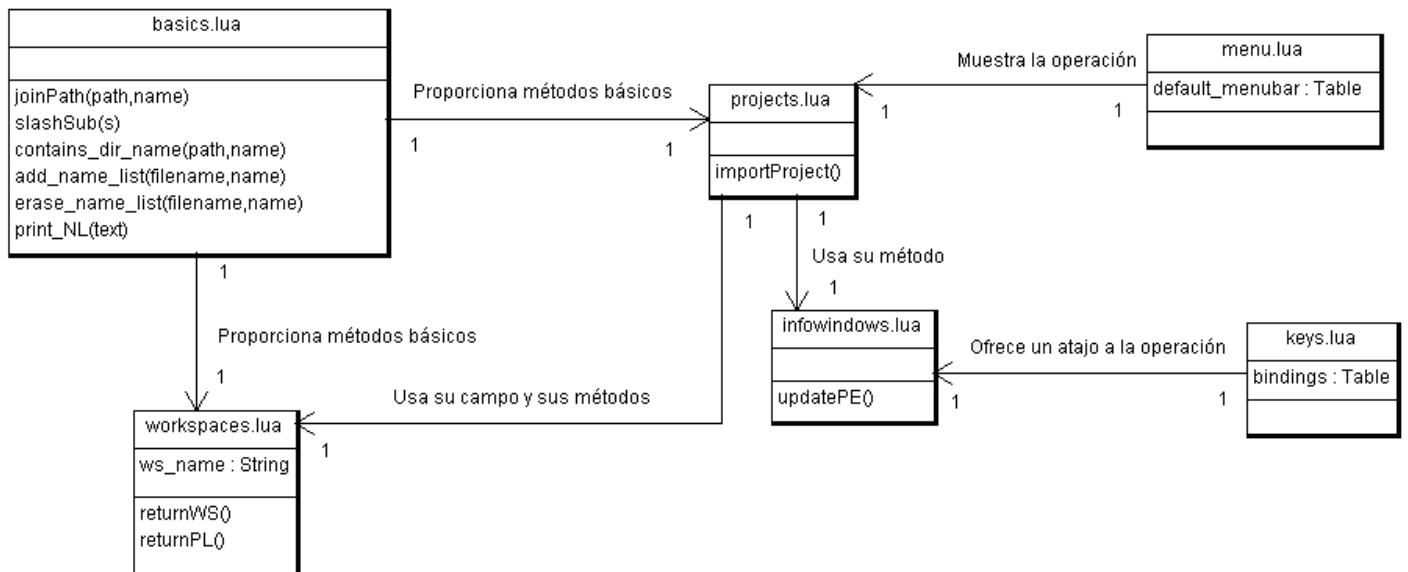 basics.lua
joinPath(path,name)
slashSub(s)
contains_dir_name(path,name)
add_name_list(filename,name)
erase_name_list(filename,name)
print_NL(text)
Proporciona métodos básicos
1
1
projects.lua
importProject()
Muestra la operación
1
1
menu.lua
default_menubar : Table
1
Proporciona métodos básicos
1
1
1
Usa su método
1
infowindows.lua
updatePE()
Ofrece un atajo a la operación
1
1
keys.lua
bindings : Table
Usa su campo y sus métodos
1
workspaces.lua
ws_name : String
returnWS()
returnPL()